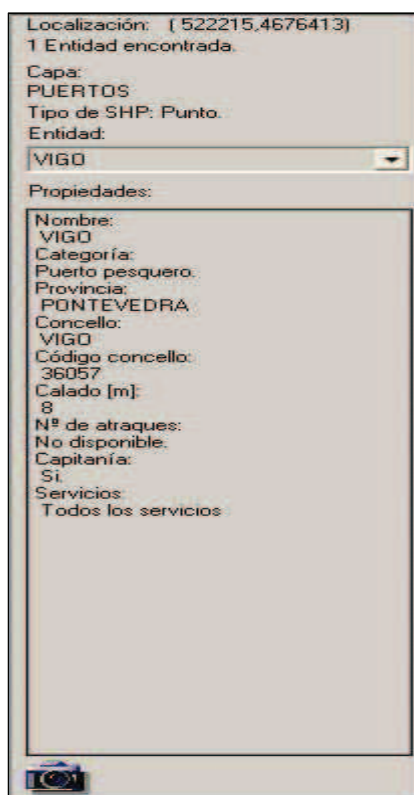 Localización: ( 522215,4676413)
1 Entidad encontrada.
Capa:
PUERTOS
Tipo de SHP: Punto.
Entidad:
VIGO
Propiedades:
Nombre:
VIGO
Categoría:
Puerto pesquero.
Provincia:
PONTEVEDRA
Concello:
VIGO
Código concello:
36057
Calado [m]:
8
Nº de atraques:
No disponible.
Capitanía:
Si.
Servicios:
Todos los servicios